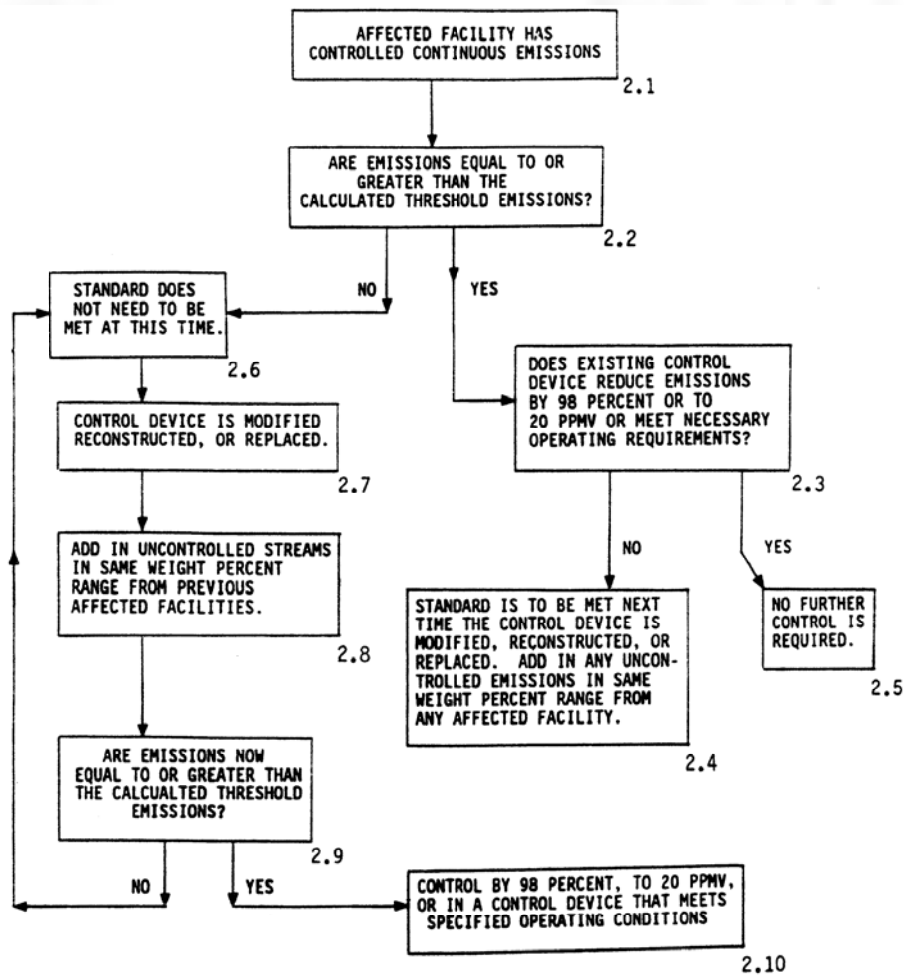 AFFECTED FACILITY HAS
CONTROLLED CONTINUOUS EMISSIONS
2.1
ARE EMISSIONS EQUAL TO OR
GREATER THAN THE
CALCULATED THRESHOLD EMISSIONS?
2.2
NO
YES
STANDARD DOES
NOT NEED TO BE
MET AT THIS TIME.
2.6
DOES EXISTING CONTROL
DEVICE REDUCE EMISSIONS
BY 98 PERCENT OR TO
20 PPMV OR MEET NECESSARY
OPERATING REQUIREMENTS?
2.3
CONTROL DEVICE IS MODIFIED
RECONSTRUCTED, OR REPLACED.
2.7
NO
YES
ADD IN UNCONTROLLED STREAMS
IN SAME WEIGHT PERCENT
RANGE FROM PREVIOUS
AFFECTED FACILITIES.
2.8
STANDARD IS TO BE MET NEXT
TIME THE CONTROL DEVICE IS
MODIFIED, RECONSTRUCTED, OR
REPLACED. ADD IN ANY UNCON-
TROLLED EMISSIONS IN SAME
WEIGHT PERCENT RANGE FROM
ANY AFFECTED FACILITY.
2.4
NO FURTHER
CONTROL IS
REQUIRED.
2.5
ARE EMISSIONS NOW
EQUAL TO OR GREATER THAN
THE CALCUALTED THRESHOLD
EMISSIONS?
2.9
NO
YES
CONTROL BY 98 PERCENT, TO 20 PPMV,
OR IN A CONTROL DEVICE THAT MEETS
SPECIFIED OPERATING CONDITIONS
2.10